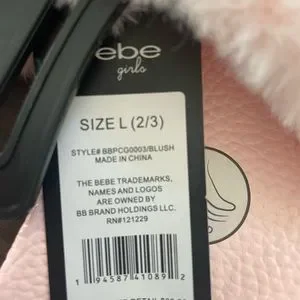 ebe
girls
SIZE L (2/3)
STYLE# BBPCG0003/BLUSH
MADE IN CHINA
THE BEBE TRADEMARKS,
NAMES AND LOGOS
ARE OWNED BY
BB BRAND HOLDINGS LLC.
RN#121229
1 94587 41089 2